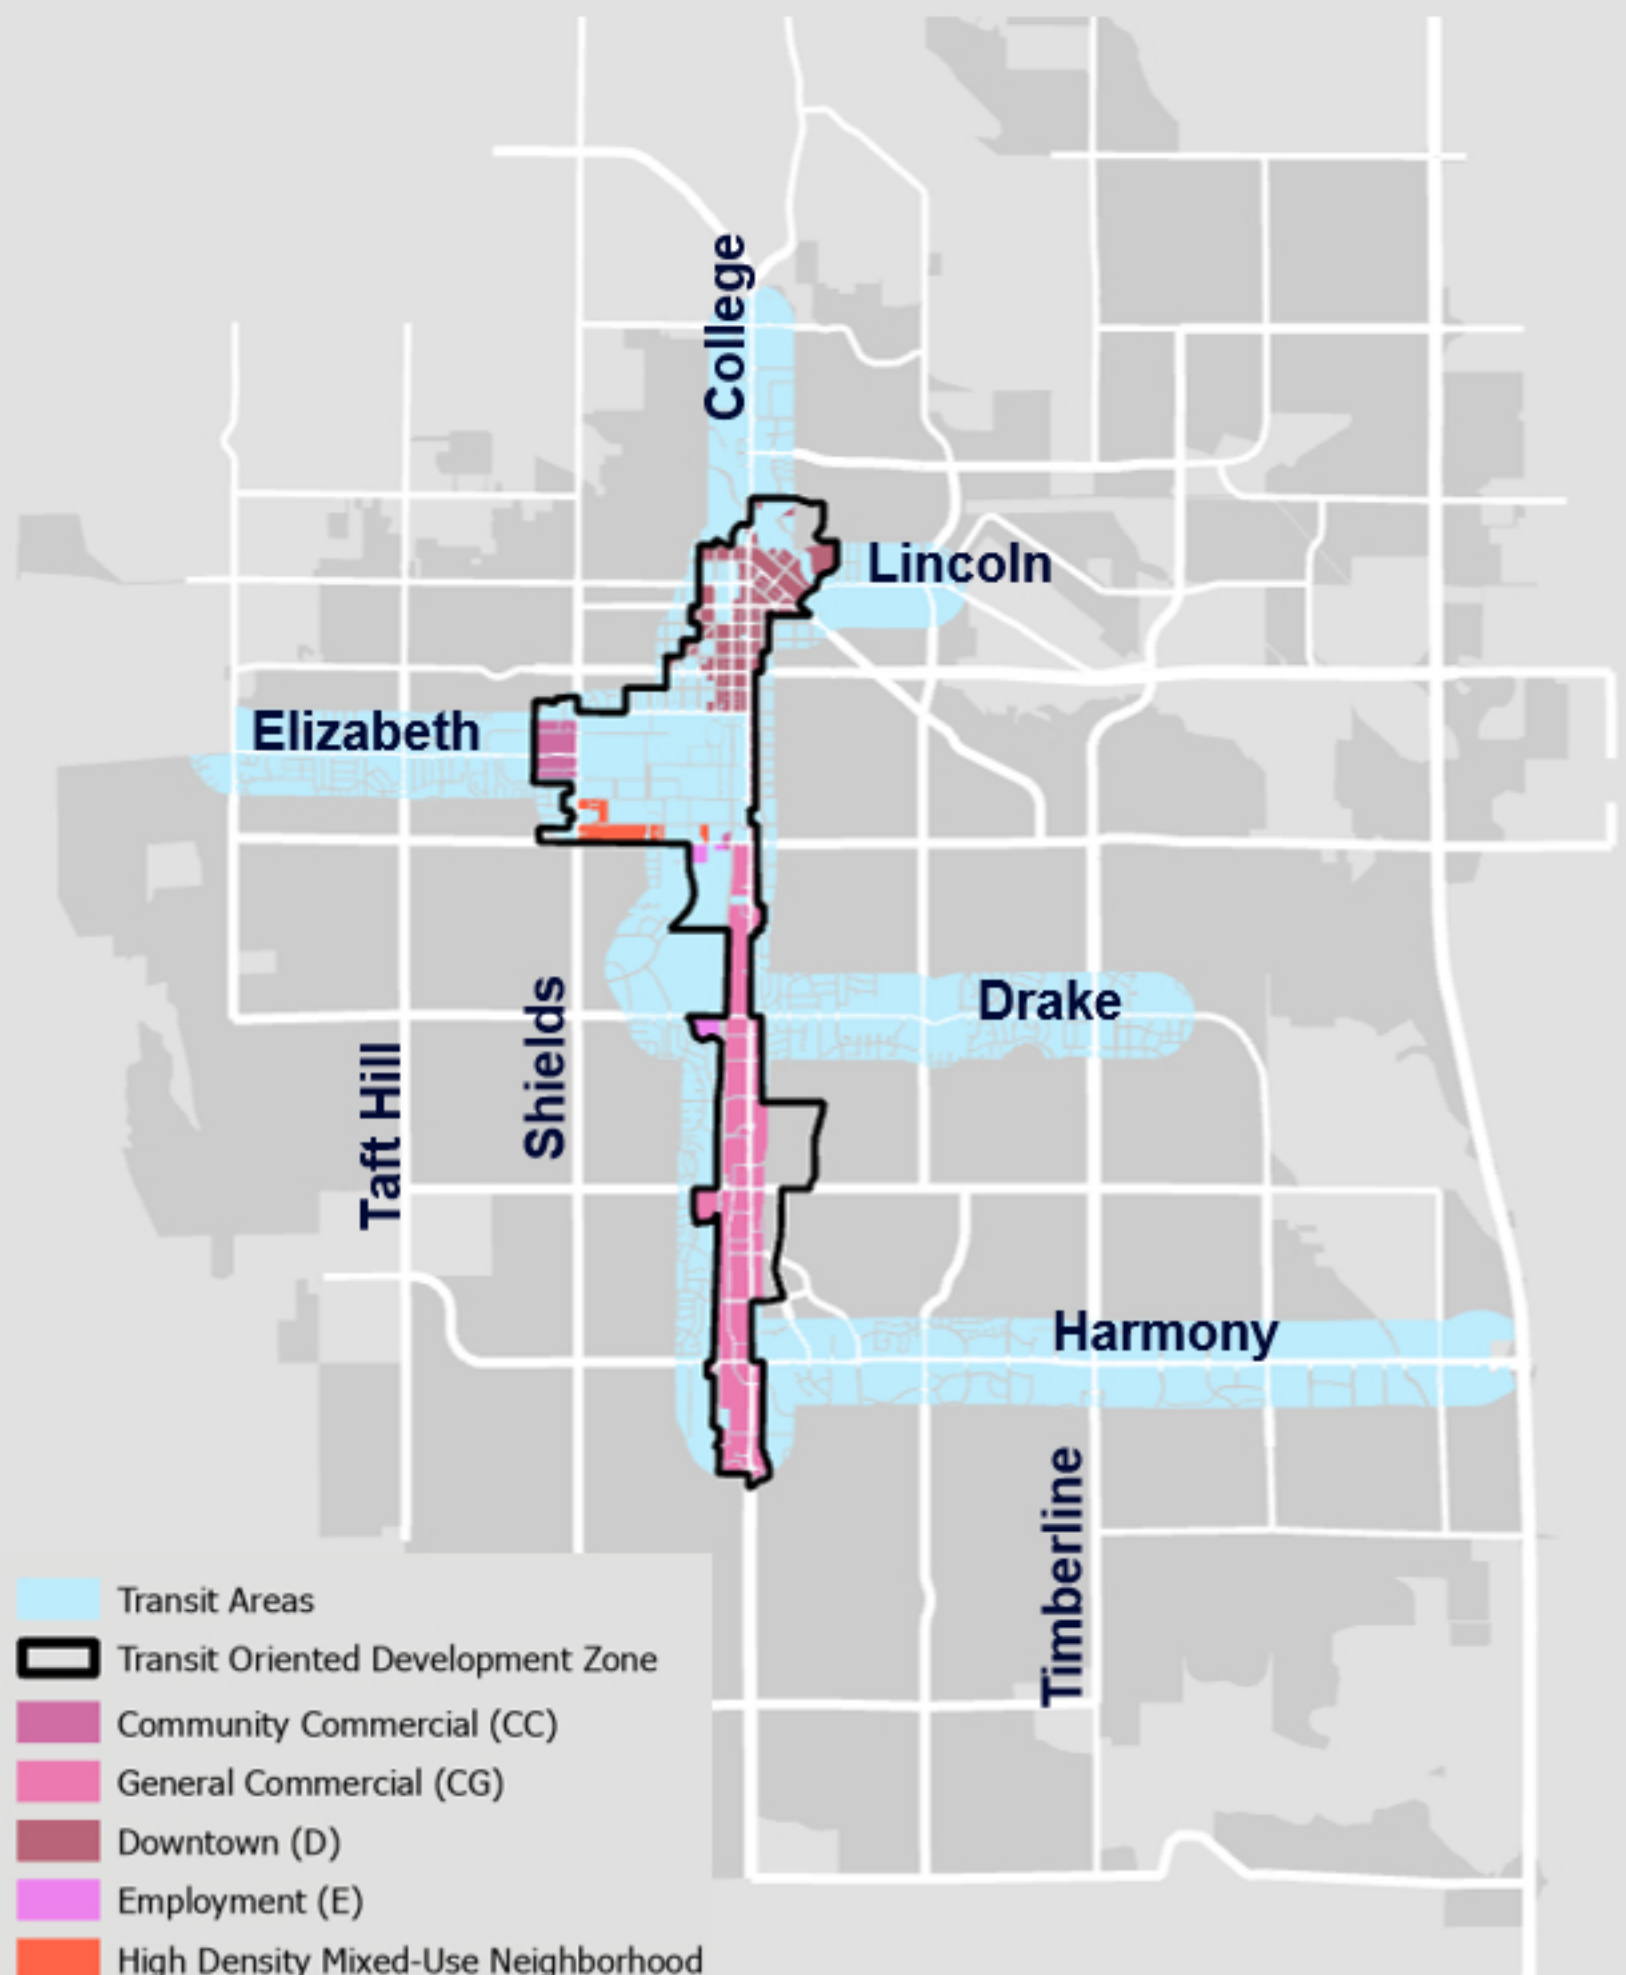 College
Lincoln
Elizabeth
Drake
Shields
Taft Hill
Harmony
Timberline
Transit Areas
Transit Oriented Development Zone
Community Commercial (CC)
General Commercial (CG)
Downtown (D)
Employment (E)
High Density Mixed-Use Neighborhood